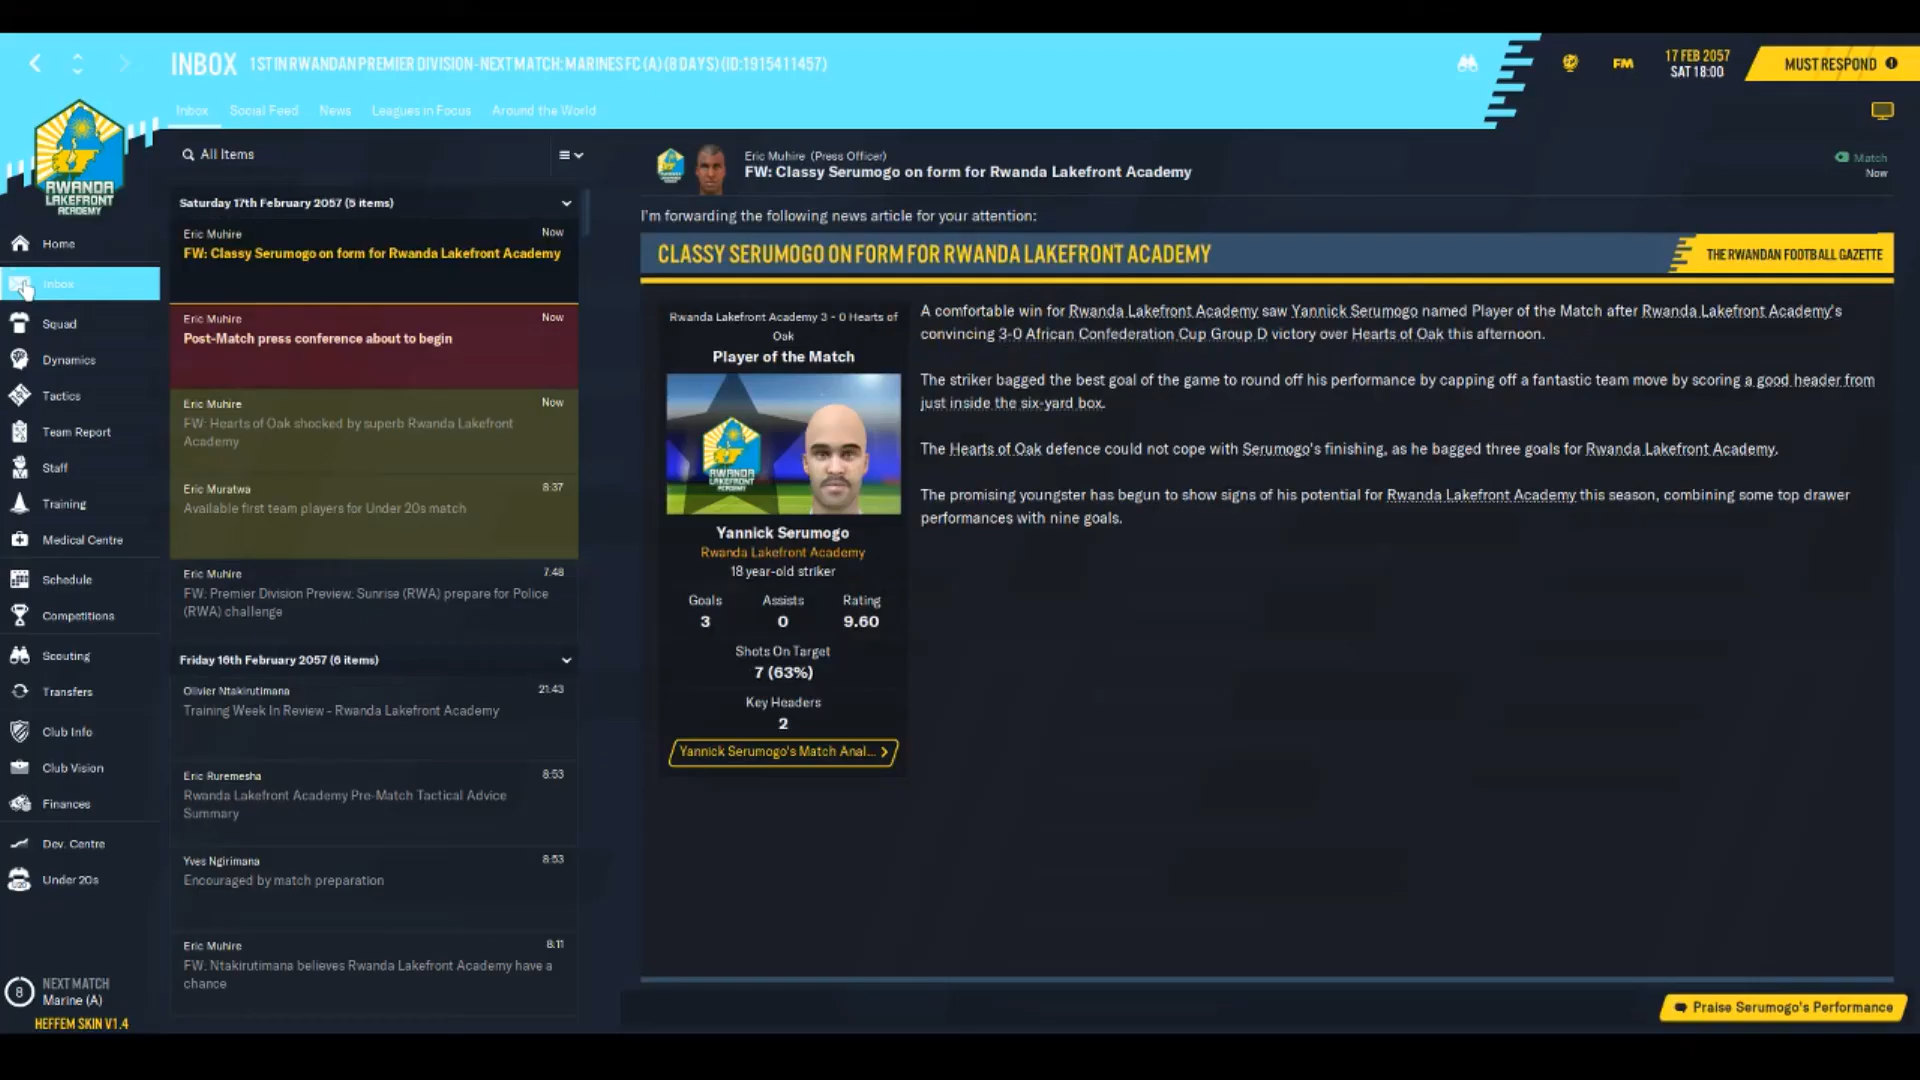 INBOX
1ST IN RWANDAN PREMIER DIVISION - NEXT MATCH: MARINES FC (A) (8 DAYS) (ID:1915411457)
FM
17 FEB 2057
SAT 18:00
MUST RESPOND
Inbox
Social Feed
News
Leagues in Focus
Around the World
RWANDA
LAKEFRONT
ACADEMY
Home
Inbox
Squad
Dynamics
Tactics
Team Report
Staff
Training
Medical Centre
Schedule
Competitions
Scouting
Transfers
Club Info
Club Vision
Finances
Dev. Centre
Under 20s
8
NEXT MATCH
Marine (A)
HEFFEM SKIN V1.4
All Items
Saturday 17th February 2057 (5 items)
Eric Muhire
Now
FW: Classy Serumogo on form for Rwanda Lakefront Academy
Eric Muhire
Now
Post-Match press conference about to begin
Eric Muhire
Now
FW: Hearts of Oak shocked by superb Rwanda Lakefront
Academy
Eric Muratwa
8:37
Available first team players for Under 20s match
Eric Muhire
7:48
FW: Premier Division Preview: Sunrise (RWA) prepare for Police
(RWA) challenge
Friday 16th February 2057 (6 items)
Olivier Ntakirutimana
21:43
Training Week In Review - Rwanda Lakefront Academy
Eric Ruremesha
8:53
Rwanda Lakefront Academy Pre-Match Tactical Advice
Summary
Yves Ngirimana
8:53
Encouraged by match preparation
Eric Muhire
8:11
FW: Ntakirutimana believes Rwanda Lakefront Academy have a
chance
Eric Muhire (Press Officer)
FW: Classy Serumogo on form for Rwanda Lakefront Academy
Match
Now
I'm forwarding the following news article for your attention:
CLASSY SERUMOGO ON FORM FOR RWANDA LAKEFRONT ACADEMY
THE RWANDAN FOOTBALL GAZETTE
Rwanda Lakefront Academy 3 - 0 Hearts of
Oak
Player of the Match
RWANDA
LAKEFRONT
ACADEMY
Yannick Serumogo
Rwanda Lakefront Academy
18 year-old striker
Goals
Assists
Rating
3
0
9.60
Shots On Target
7 (63%)
Key Headers
2
Yannick Serumogo's Match Anal...
A comfortable win for Rwanda Lakefront Academy saw Yannick Serumogo named Player of the Match after Rwanda Lakefront Academy's
convincing 3-0 African Confederation Cup Group D victory over Hearts of Oak this afternoon.
The striker bagged the best goal of the game to round off his performance by capping off a fantastic team move by scoring a good header from
just inside the six-yard box.
The Hearts of Oak defence could not cope with Serumogo's finishing, as he bagged three goals for Rwanda Lakefront Academy.
The promising youngster has begun to show signs of his potential for Rwanda Lakefront Academy this season, combining some top drawer
performances with nine goals.
Praise Serumogo's Performance